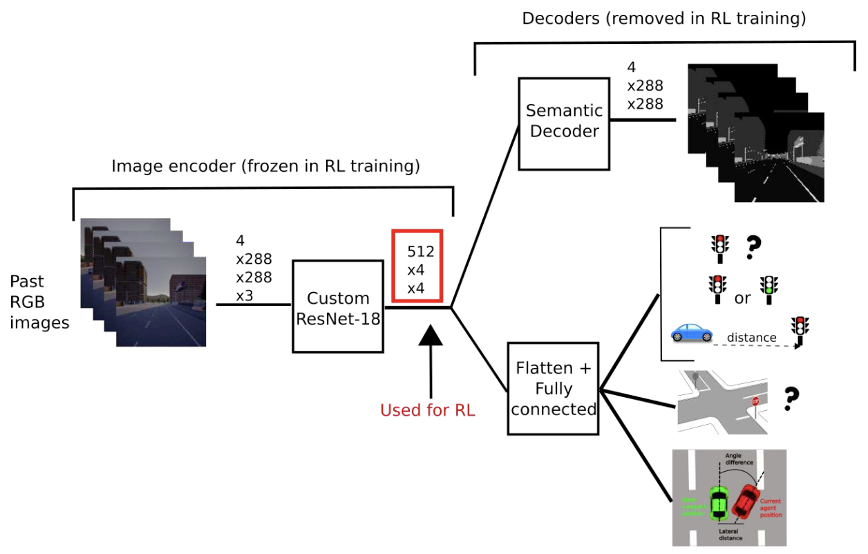 Decoders (removed in RL training)
4
x288
x288
Semantic
Decoder
Image encoder (frozen in RL training)
4
x288
x288
x3
512
x4
x4
Past
RGB
images
Custom
ResNet-18
Used for RL
Flatten +
Fully
connected
?
or
distance
?
Angle
difference
Current
agent
position
Lateral
distance